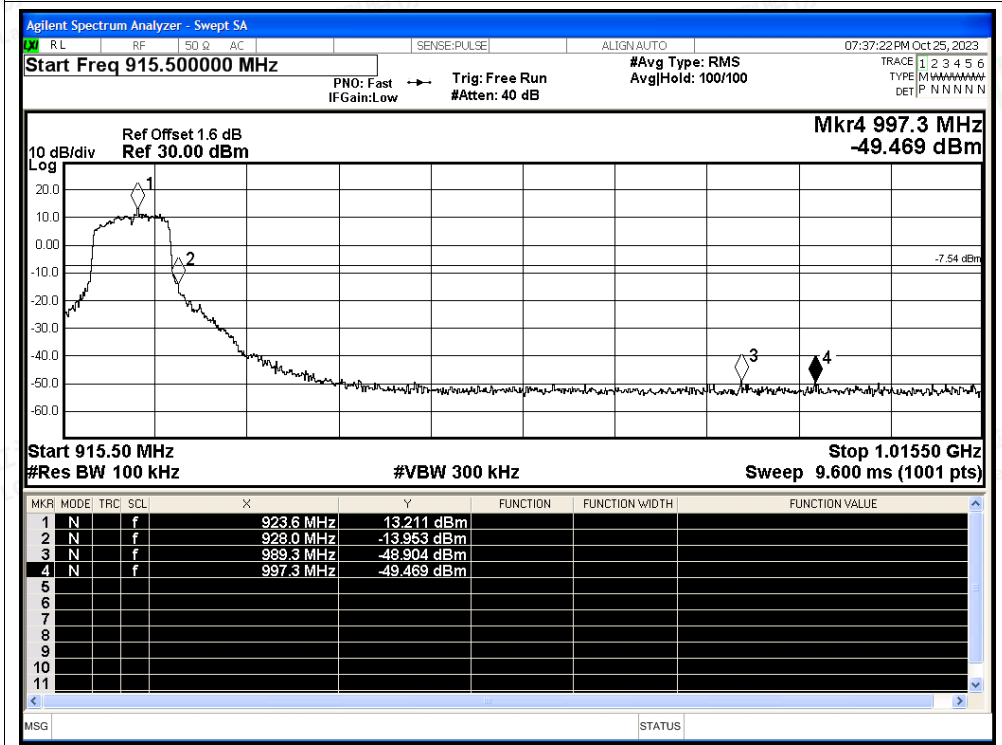 Agilent Spectrum Analyzer - Swept SA
LXI RL RF 50 Ω AC SENSE:PULSE ALIGN AUTO 07:37:22 PM Oct 25, 2023
Start Freq 915.500000 MHz
PNO: Fast
IFGain:Low
Trig: Free Run
#Atten: 40 dB
#Avg Type: RMS
Avg|Hold: 100/100
TRACE 1 2 3 4 5 6
TYPE M
DET P N N N N N
Mkr4 997.3 MHz
-49.469 dBm
Ref Offset 1.6 dB
10 dB/div Ref 30.00 dBm
Log
20.0
10.0
0.00
-10.0
-20.0
-30.0
-40.0
-50.0
-60.0
1
2
3
4
-7.54 dBm
Start 915.50 MHz Stop 1.01550 GHz
#Res BW 100 kHz #VBW 300 kHz Sweep 9.600 ms (1001 pts)
MKR MODE TRC SCL X Y FUNCTION FUNCTION WIDTH FUNCTION VALUE
1 N f 923.6 MHz 13.211 dBm
2 N f 928.0 MHz -13.953 dBm
3 N f 989.3 MHz -48.904 dBm
4 N f 997.3 MHz -49.469 dBm
5
6
7
8
9
10
11
MSG STATUS